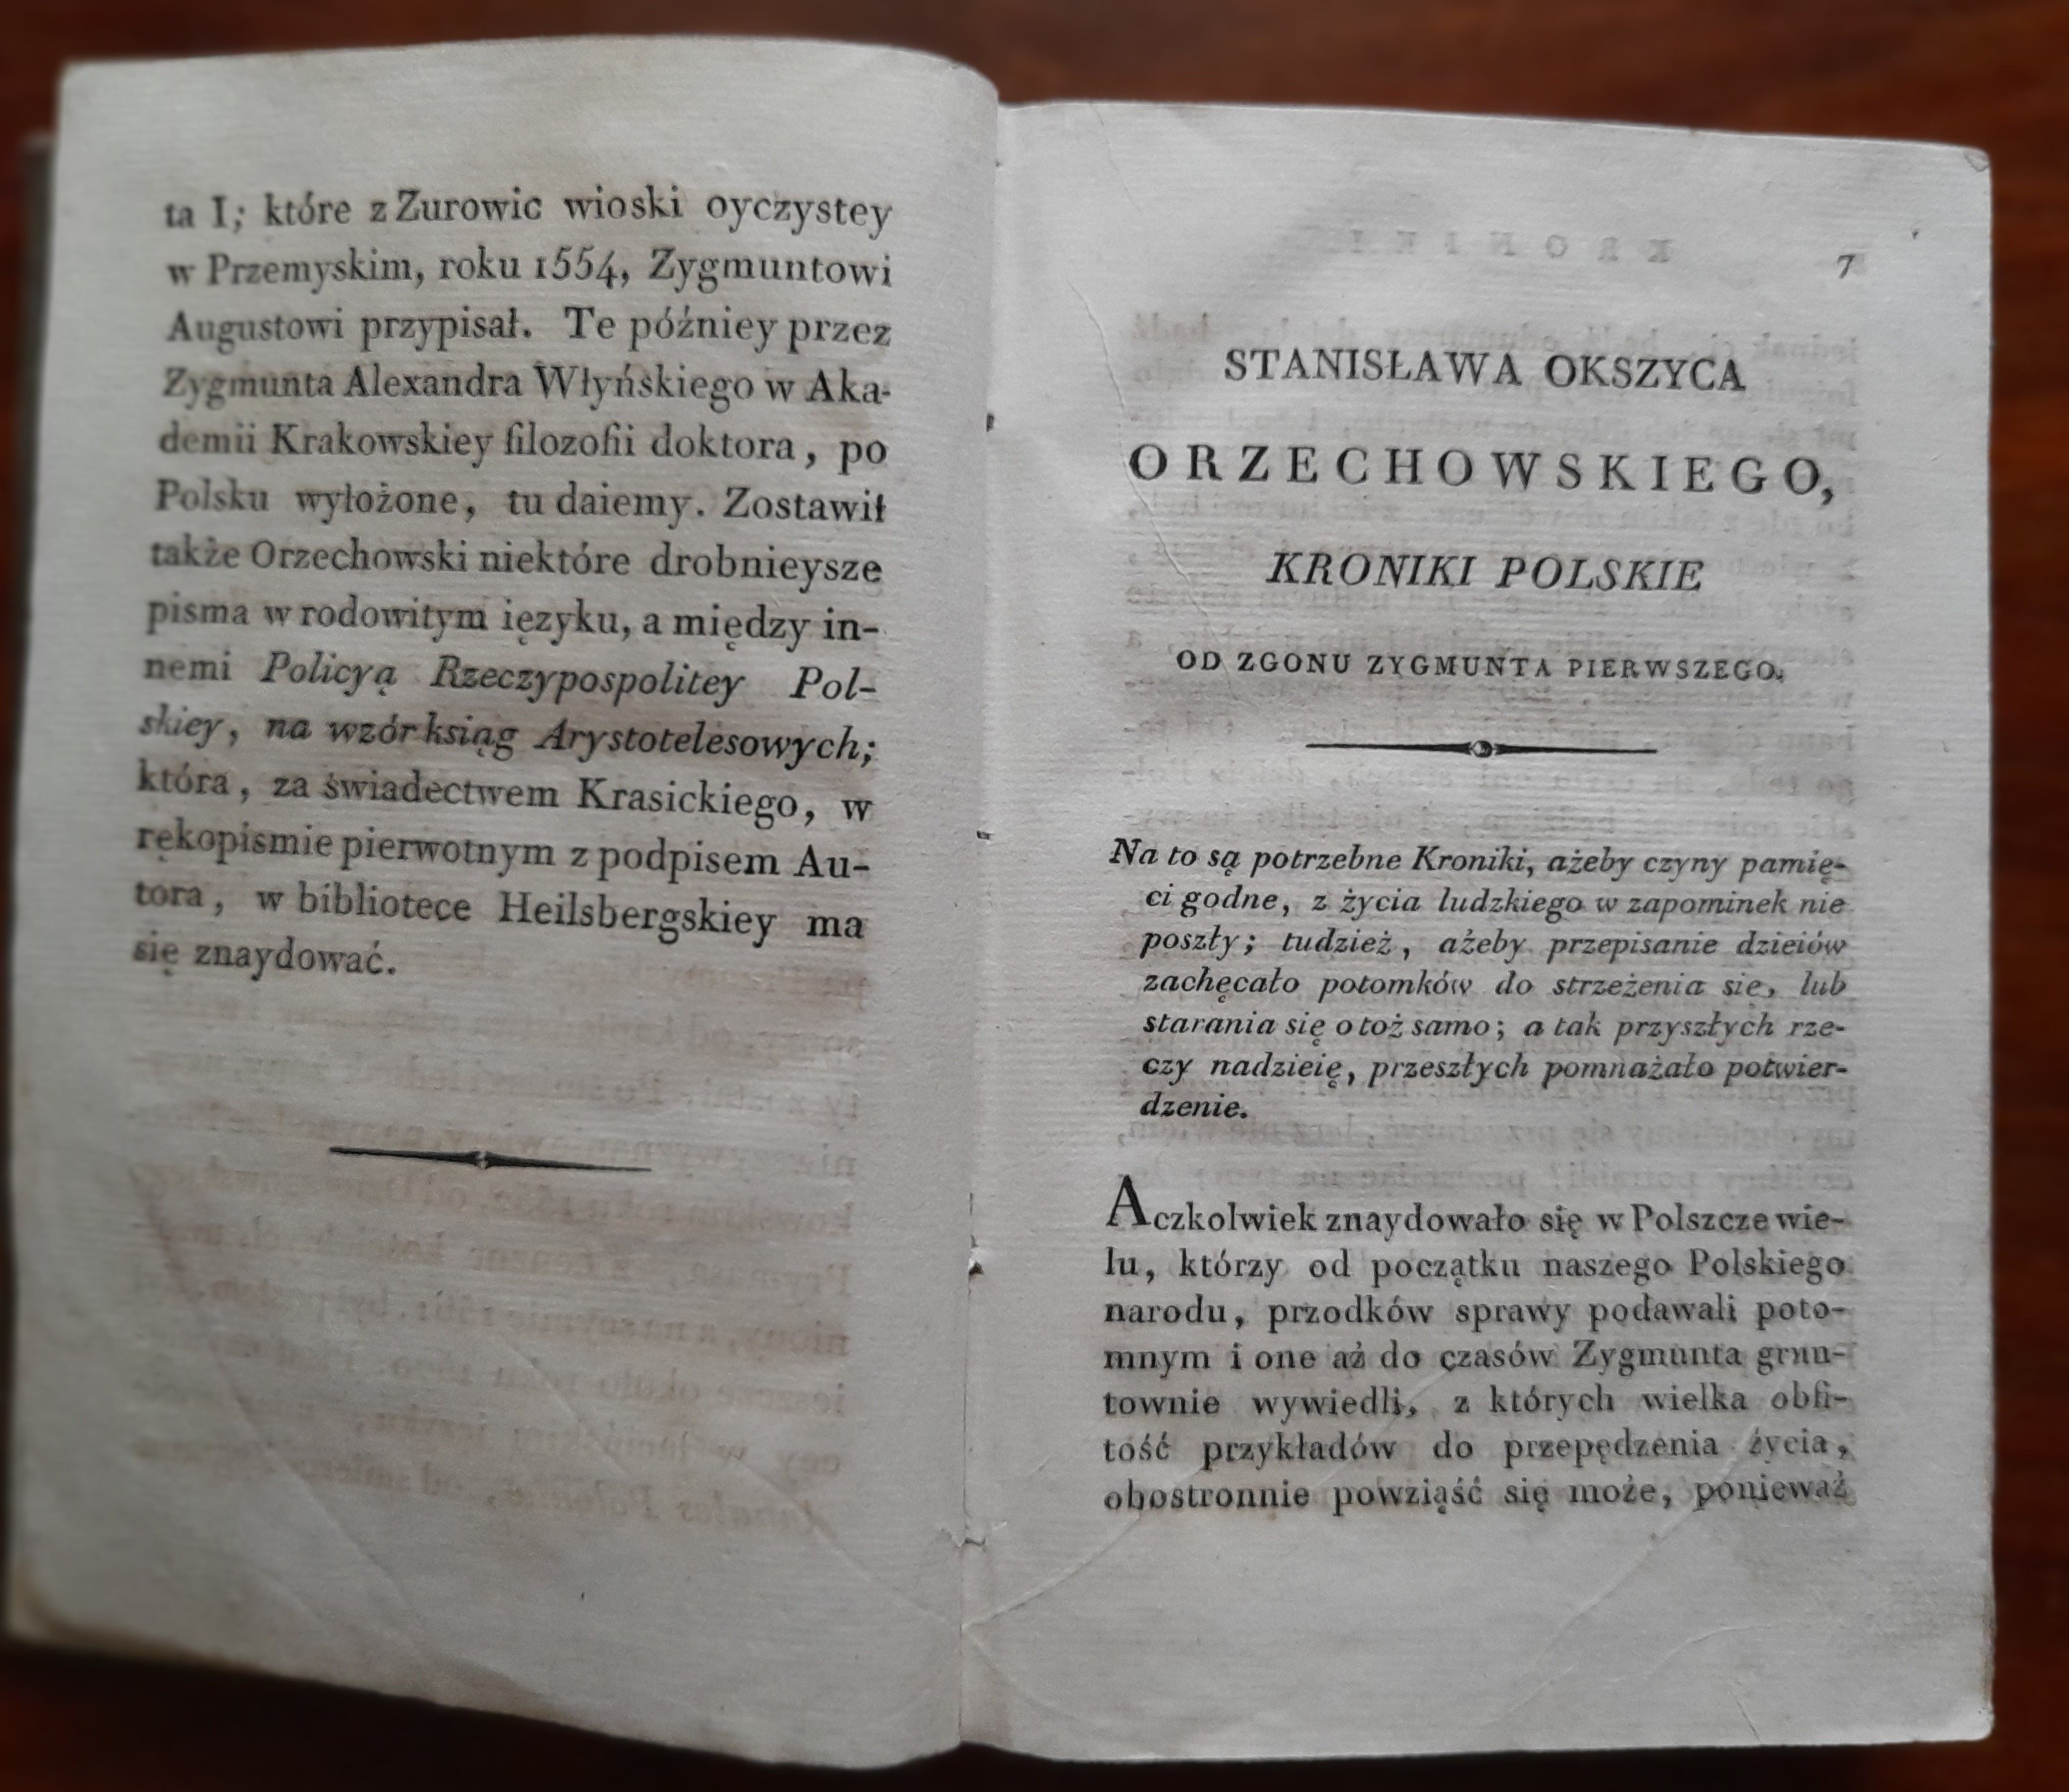 ta I; które z Zurowic wioski oyczystey
w Przemyskim, roku 1554, Zygmuntowi
Augustowi przypisał. Te późniey przez
Zygmunta Alexandra Włyńskiego w Aka-
demii Krakowskiey filozofii doktora, po
Polsku wyłożone, tu daiemy. Zostawił
także Orzechowski niektóre drobnieysze
pisma w rodowitym ięzyku, a między in-
nemi Policyą Rzeczypospolitey Pol-
skiey, na wzór ksiąg Arystotelesowych;
która, za świadectwem Krasickiego, w
rękopismie pierwotnym z podpisem Au-
tora, w bibliotece Heilsbergskiey ma
się znaydować.
7
STANISŁAWA OKSZYCA
ORZECHOWSKIEGO,
KRONIKI POLSKIE
OD ZGONU ZYGMUNTA PIERWSZEGO.
Na to są potrzebne Kroniki, ażeby czyny pamię-
ci godne, z życia ludzkiego w zapominek nie
poszły; tudzież, ażeby przepisanie dzieiów
zachęcało potomków do strzeżenia się, lub
starania się o toż samo; a tak przyszłych rze-
czy nadzieię, przeszłych pomnażało potwier-
dzenie.
Aczkolwiek znaydowało się w Polszcze wie-
lu, którzy od początku naszego Polskiego
narodu, przodków sprawy podawali poto-
mnym i one aż do czasów Zygmunta grun-
townie wywiedli, z których wielka obfi-
tość przykładów do przepędzenia życia,
obostronnie powziąść się może, ponieważ